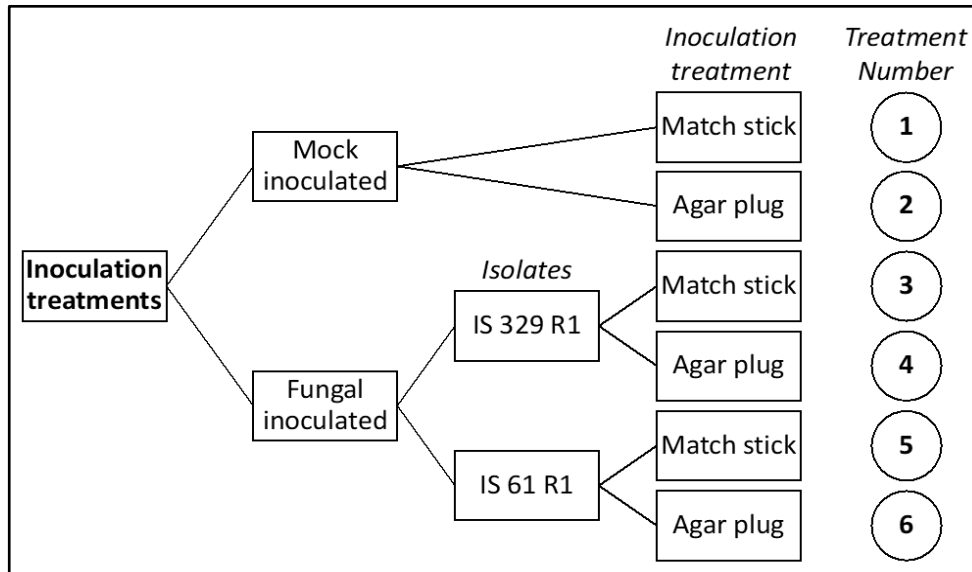 Inoculation treatment
Treatment Number
Match stick
1
Mock inoculated
Agar plug
2
Inoculation treatments
Isolates
Match stick
3
IS 329 R1
Agar plug
4
Fungal inoculated
Match stick
5
IS 61 R1
Agar plug
6